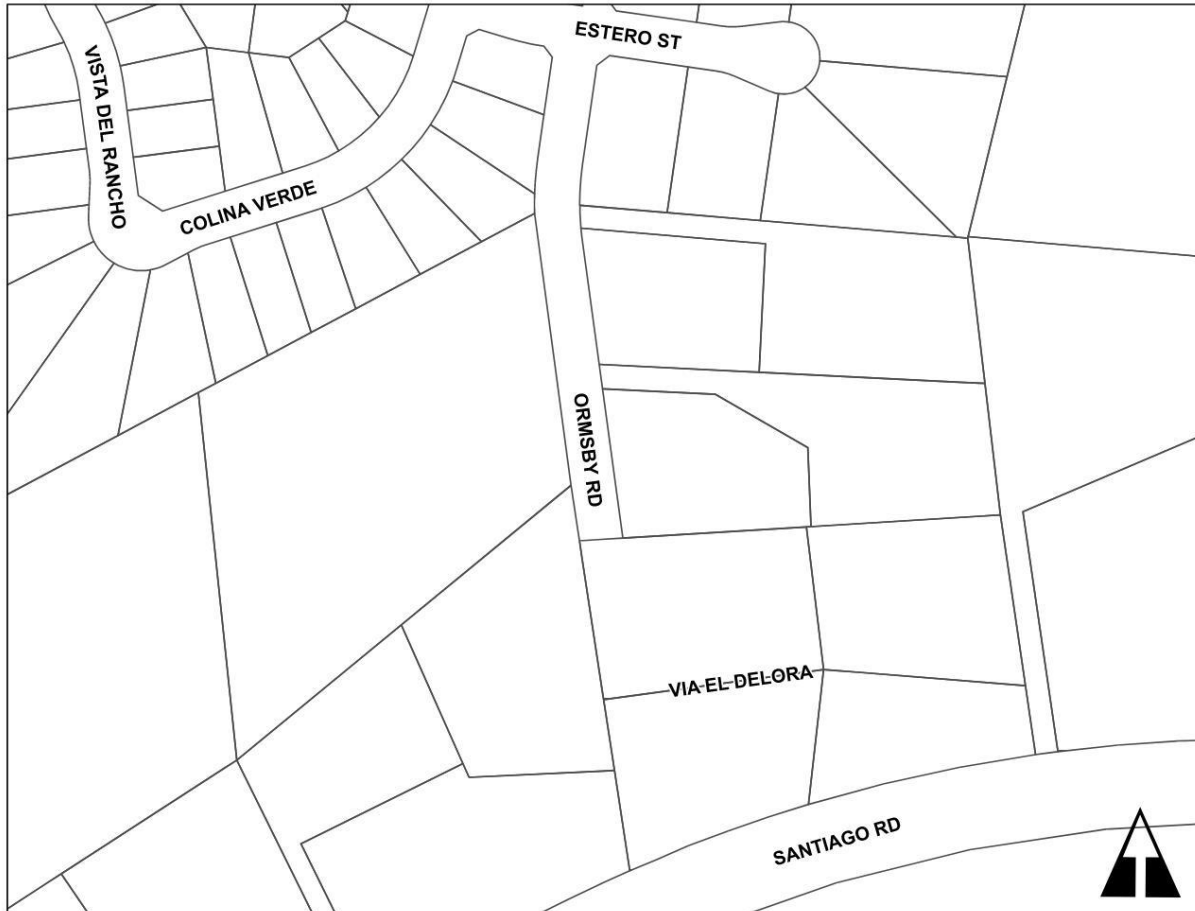 ESTERO ST
VISTA DEL RANCHO
COLINA VERDE
ORMSBY RD
VIA EL DELORA
SANTIAGO RD